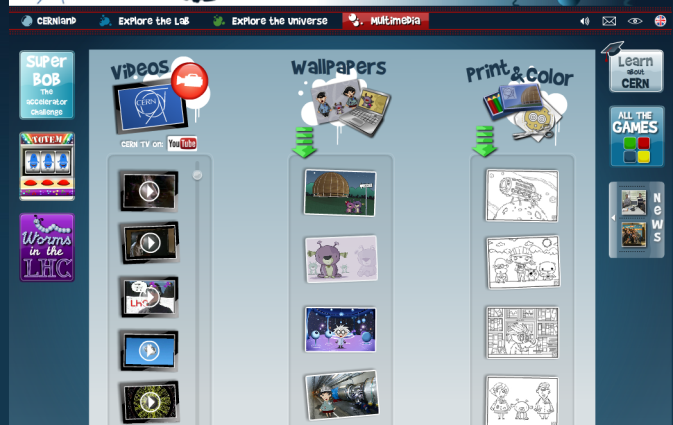 CERNland
Explore the Lab
Explore the Universe
Multimedia
SUPER
BOB
The
accelerator
challenge
TOTEM
Worms
in the
LHC
Videos
CERN
CERN TV on: YouTube
LHC
Wallpapers
Print & Color
Learn
about
CERN
ALL THE
GAMES
News